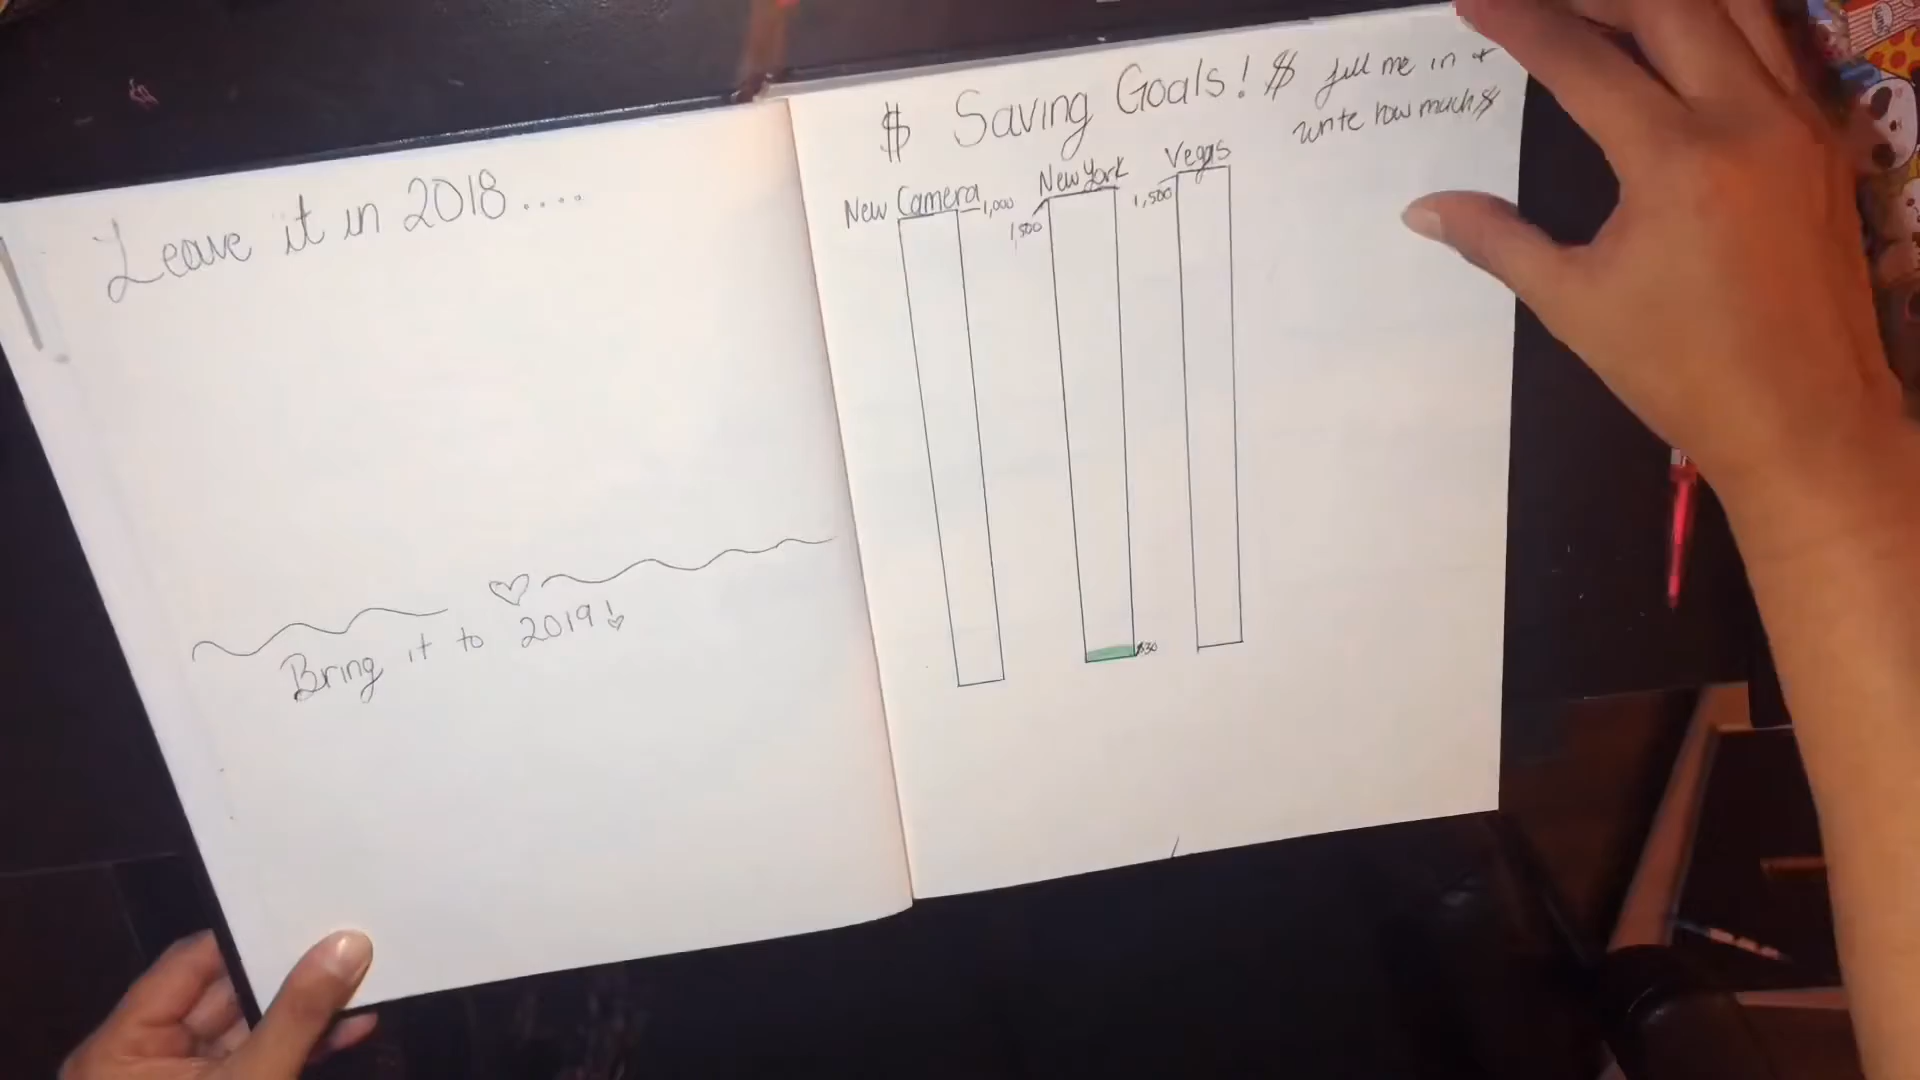 Leave it in 2018....
Bring it to 2019!
$ Saving Goals! $
fill me in +
write how much $
New Camera
1,000
New York
1,500
Vegas
1,500
$30